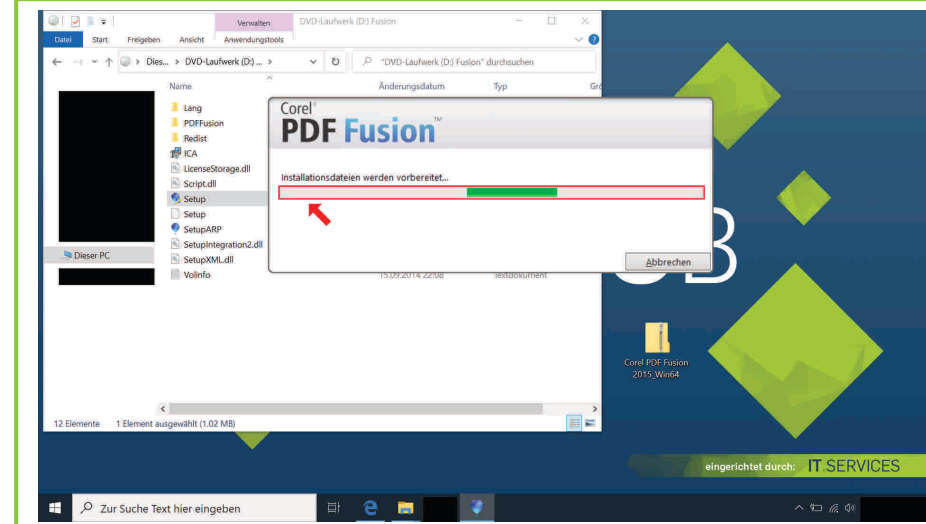 Verwalten
DVD-Laufwerk (D:) Fusion
Datei Start Freigeben Ansicht Anwendungstools
Dies... > DVD-Laufwerk (D:) ... >
"DVD-Laufwerk (D:) Fusion" durchsuchen
Name Änderungsdatum Typ
Lang
PDFFusion
Redist
ICA
LicenseStorage.dll
Script.dll
Setup
Setup
SetupARP
SetupIntegration2.dll
SetupXML.dll
Volinfo 15.09.2014 22:08 Textdokument
Dieser PC
Corel®
PDF Fusion™
Installationsdateien werden vorbereitet...
Abbrechen
12 Elemente 1 Element ausgewählt (1.02 MB)
OB
Corel PDF Fusion
2015_Win64
eingerichtet durch: IT.SERVICES
Zur Suche Text hier eingeben